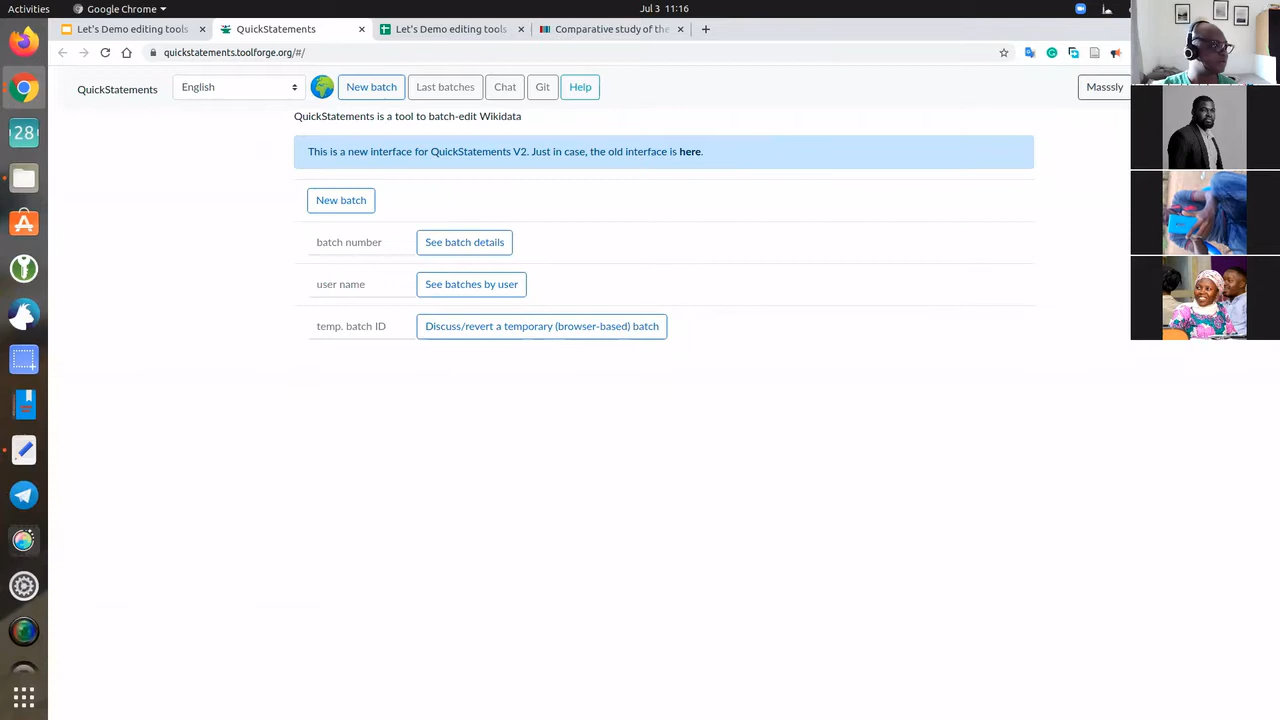 Activities Google Chrome Jul 3 11:16
Let's Demo editing tools QuickStatements Let's Demo editing tools Comparative study of the
quickstatements.toolforge.org/#/
QuickStatements English New batch Last batches Chat Git Help Masssly
QuickStatements is a tool to batch-edit Wikidata
This is a new interface for QuickStatements V2. Just in case, the old interface is here.
New batch
batch number See batch details
user name See batches by user
temp. batch ID Discuss/revert a temporary (browser-based) batch
28